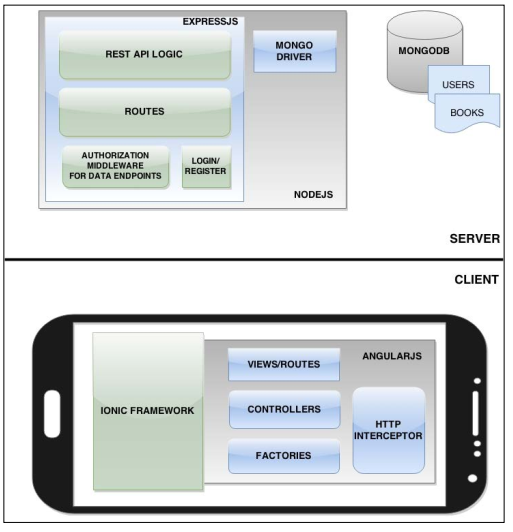 EXPRESSJS
REST API LOGIC
MONGO
DRIVER
MONGODB
USERS
BOOKS
ROUTES
AUTHORIZATION
MIDDLEWARE
FOR DATA ENDPOINTS
LOGIN/
REGISTER
NODEJS
SERVER
CLIENT
IONIC FRAMEWORK
VIEWS/ROUTES
ANGULARJS
CONTROLLERS
FACTORIES
HTTP
INTERCEPTOR